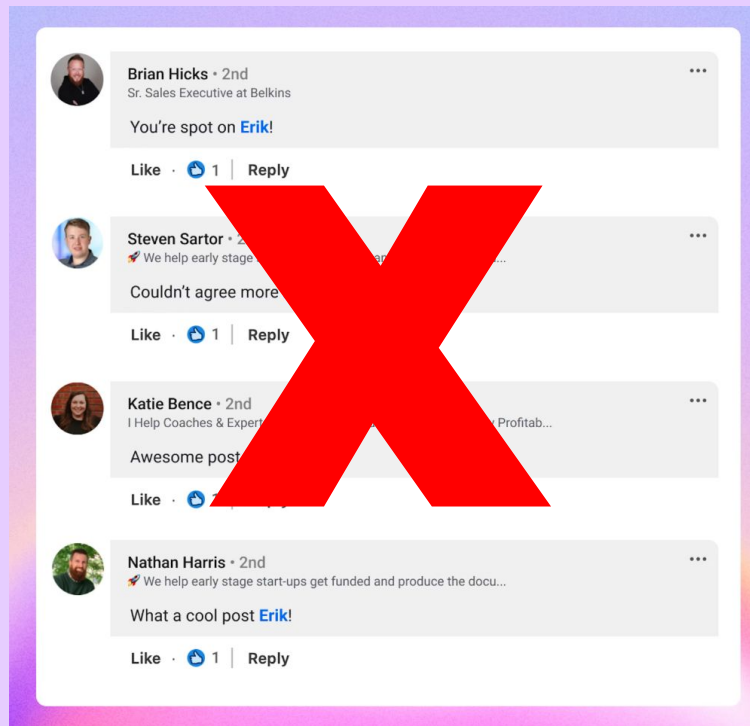 Brian Hicks • 2nd
Sr. Sales Executive at Belkins
You’re spot on Erik!
Like · 1 | Reply
Steven Sartor •
🚀 We help early stage
Couldn’t agree more
Like · 1 | Reply
Katie Bence • 2nd
I Help Coaches & Expert Profitab...
Awesome post
Like ·
Nathan Harris • 2nd
🚀 We help early stage start-ups get funded and produce the docu...
What a cool post Erik!
Like · 1 | Reply